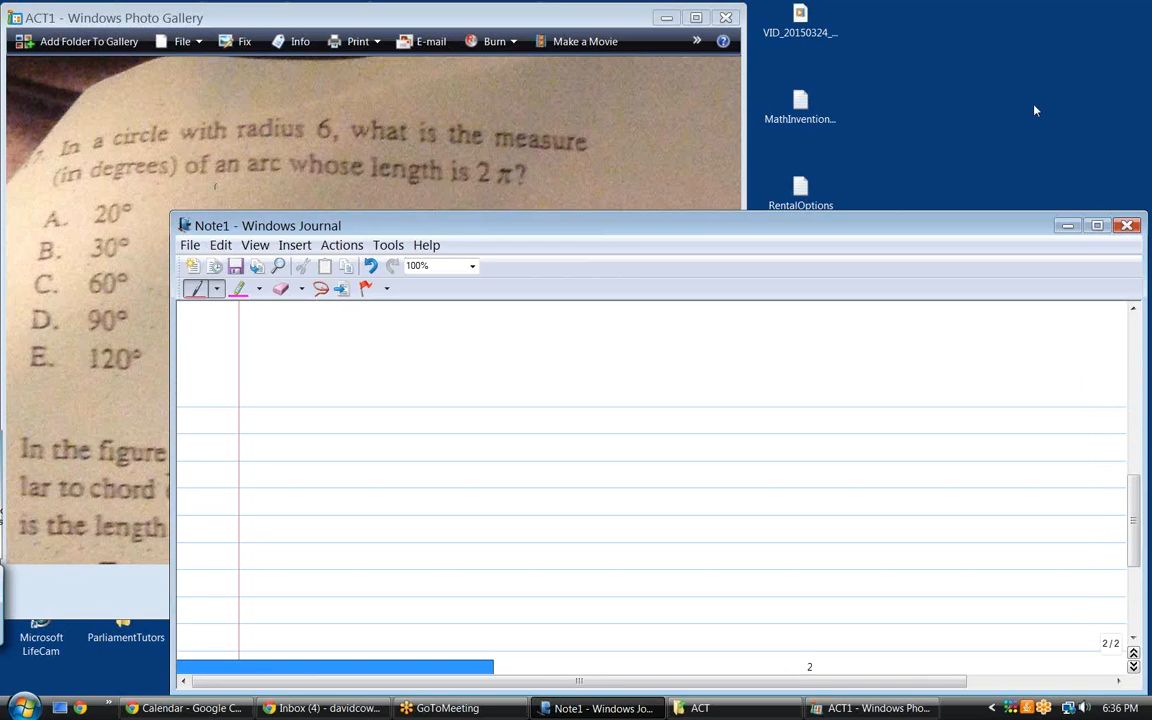 ACT1 - Windows Photo Gallery
Add Folder To Gallery File Fix Info Print E-mail Burn Make a Movie »
In a circle with radius 6, what is the measure
(in degrees) of an arc whose length is 2 π?
A. 20°
B. 30°
C. 60°
D. 90°
E. 120°
In the figure
lar to chord
is the length
VID_20150324_...
MathInvention...
RentalOptions
Note1 - Windows Journal
File Edit View Insert Actions Tools Help
100%
2/2
2
Microsoft
LifeCam
ParliamentTutors
Calendar - Google C... Inbox (4) - davidcow... GoToMeeting Note1 - Windows Jo... ACT ACT1 - Windows Pho... 6:36 PM